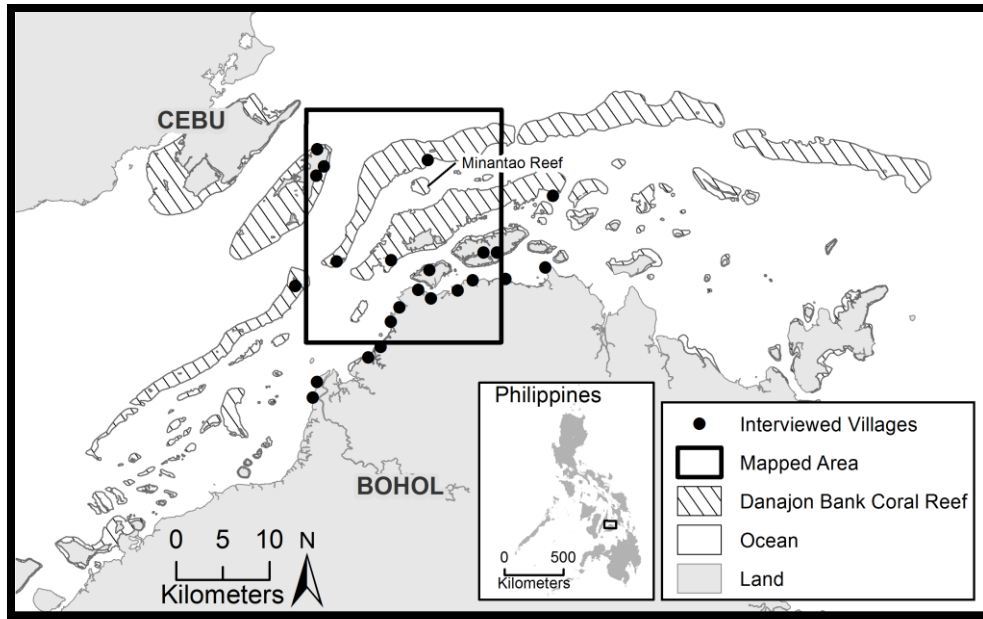 CEBU
Minantao Reef
BOHOL
0 5 10
Kilometers
N
Philippines
0 500
Kilometers
Interviewed Villages
Mapped Area
Danajon Bank Coral Reef
Ocean
Land